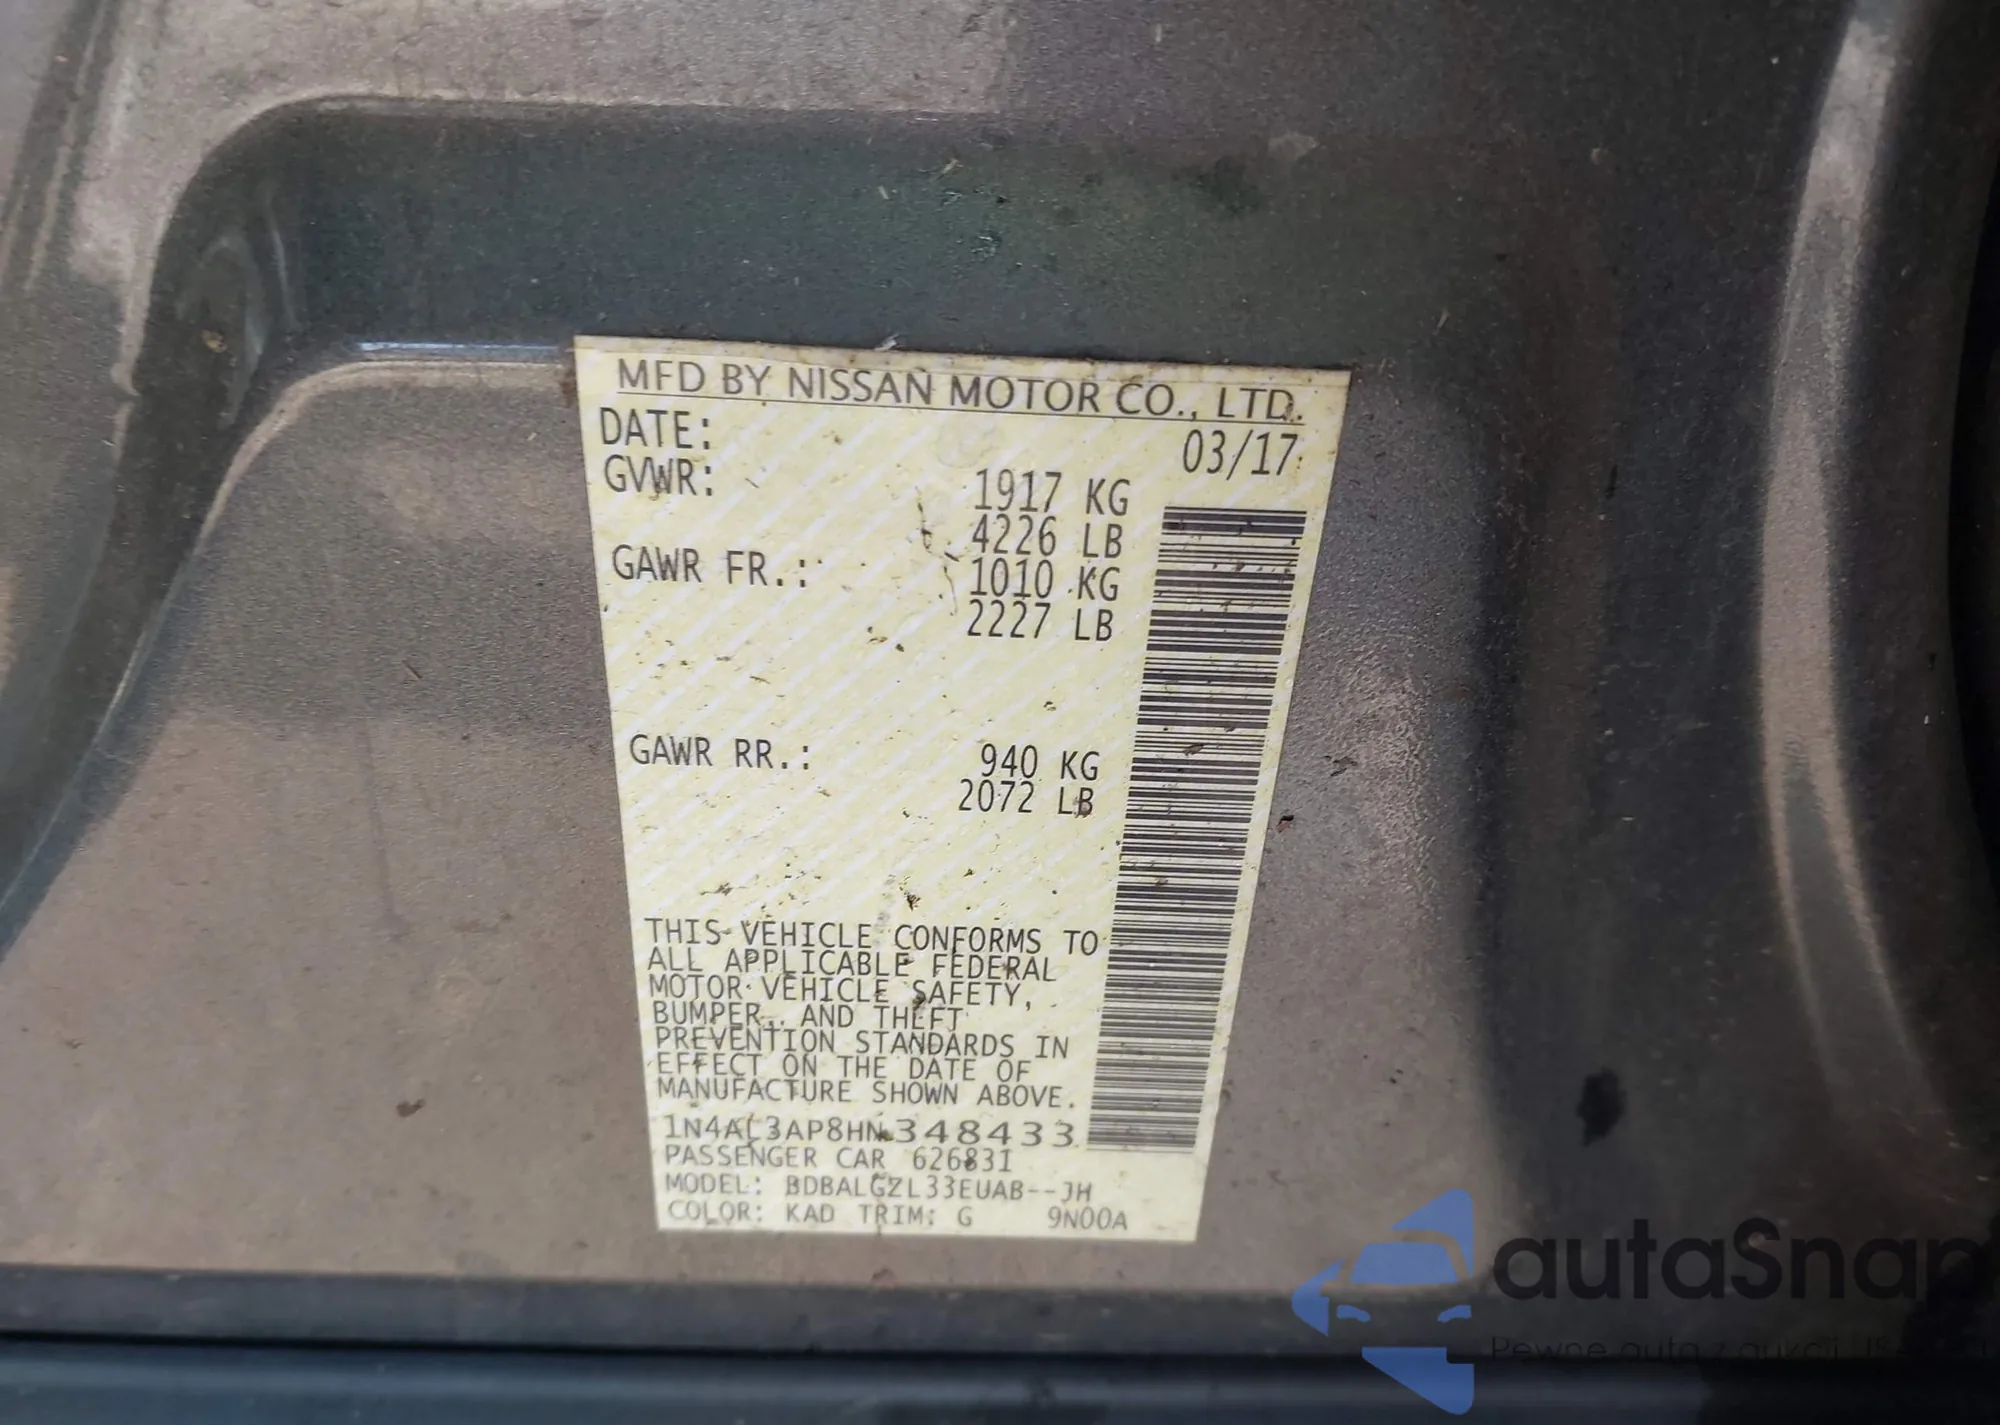 MFD BY NISSAN MOTOR CO., LTD.
DATE: 03/17
GVWR: 1917 KG
4226 LB
GAWR FR.: 1010 KG
2227 LB
GAWR RR.: 940 KG
2072 LB
THIS VEHICLE CONFORMS TO
ALL APPLICABLE FEDERAL
MOTOR VEHICLE SAFETY,
BUMPER, AND THEFT
PREVENTION STANDARDS IN
EFFECT ON THE DATE OF
MANUFACTURE SHOWN ABOVE.
1N4AL3AP8HN348433
PASSENGER CAR 626831
MODEL: BDBALGZL33EUAB--JH
COLOR: KAD TRIM: G 9N00A
autaSnap
Pewne auta z aukcji